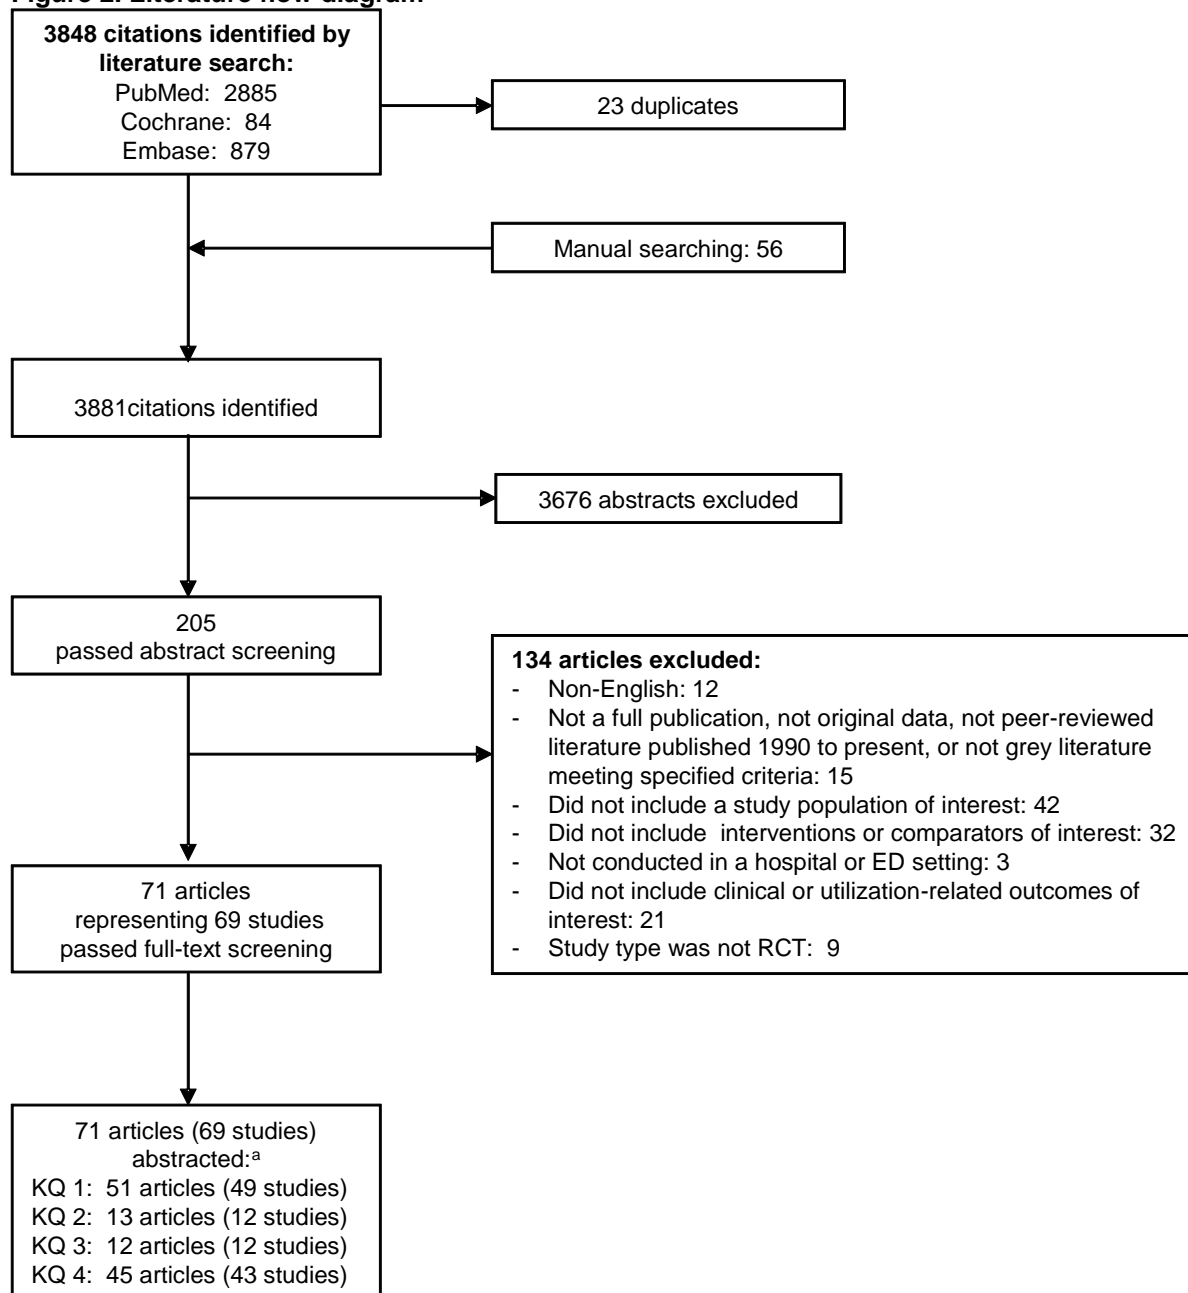 Figure 2. Literature flow diagram
3848 citations identified by
literature search:
PubMed: 2885
Cochrane: 84
Embase: 879
23 duplicates
Manual searching: 56
3881citations identified
3676 abstracts excluded
205
passed abstract screening
134 articles excluded:
- Non-English: 12
- Not a full publication, not original data, not peer-reviewed
literature published 1990 to present, or not grey literature
meeting specified criteria: 15
- Did not include a study population of interest: 42
- Did not include interventions or comparators of interest: 32
- Not conducted in a hospital or ED setting: 3
- Did not include clinical or utilization-related outcomes of
interest: 21
- Study type was not RCT: 9
71 articles
representing 69 studies
passed full-text screening
71 articles (69 studies)
abstracted:ᵃ
KQ 1: 51 articles (49 studies)
KQ 2: 13 articles (12 studies)
KQ 3: 12 articles (12 studies)
KQ 4: 45 articles (43 studies)